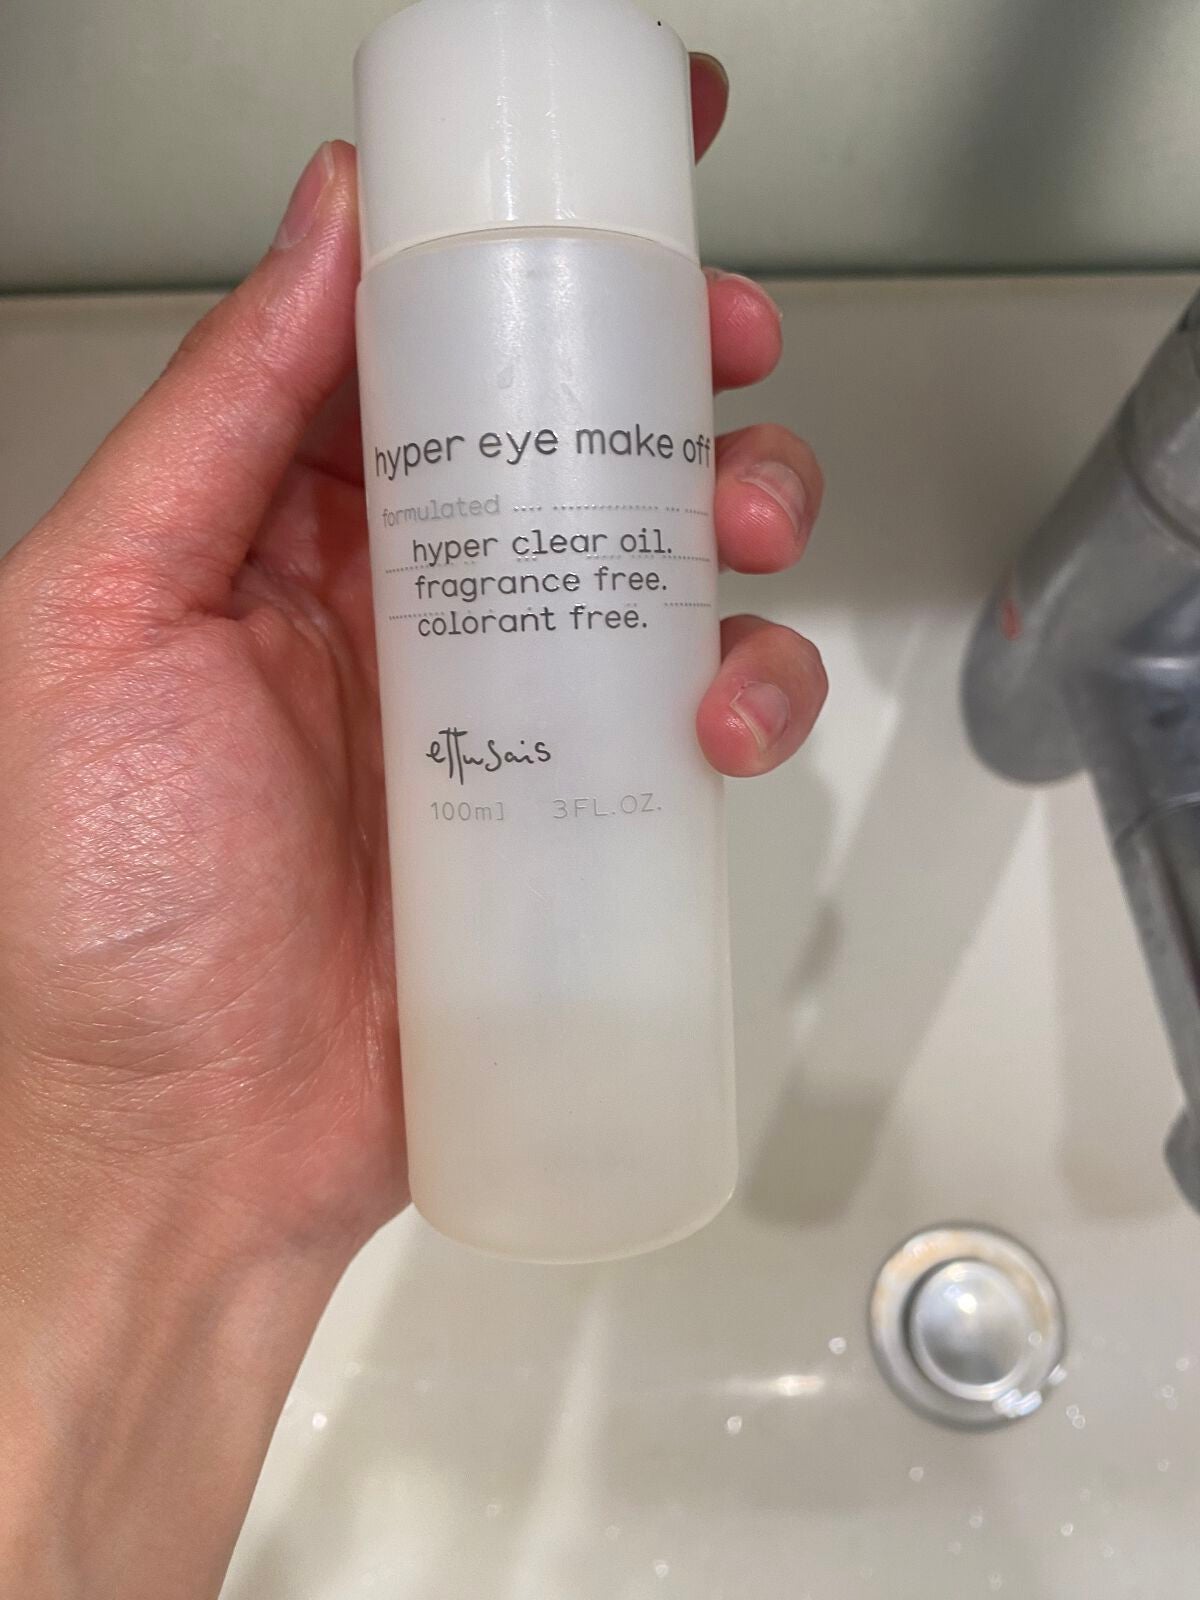 hyper eye make off
formulated
hyper clear oil.
fragrance free.
colorant free.
ettusais
100ml 3FL.OZ.